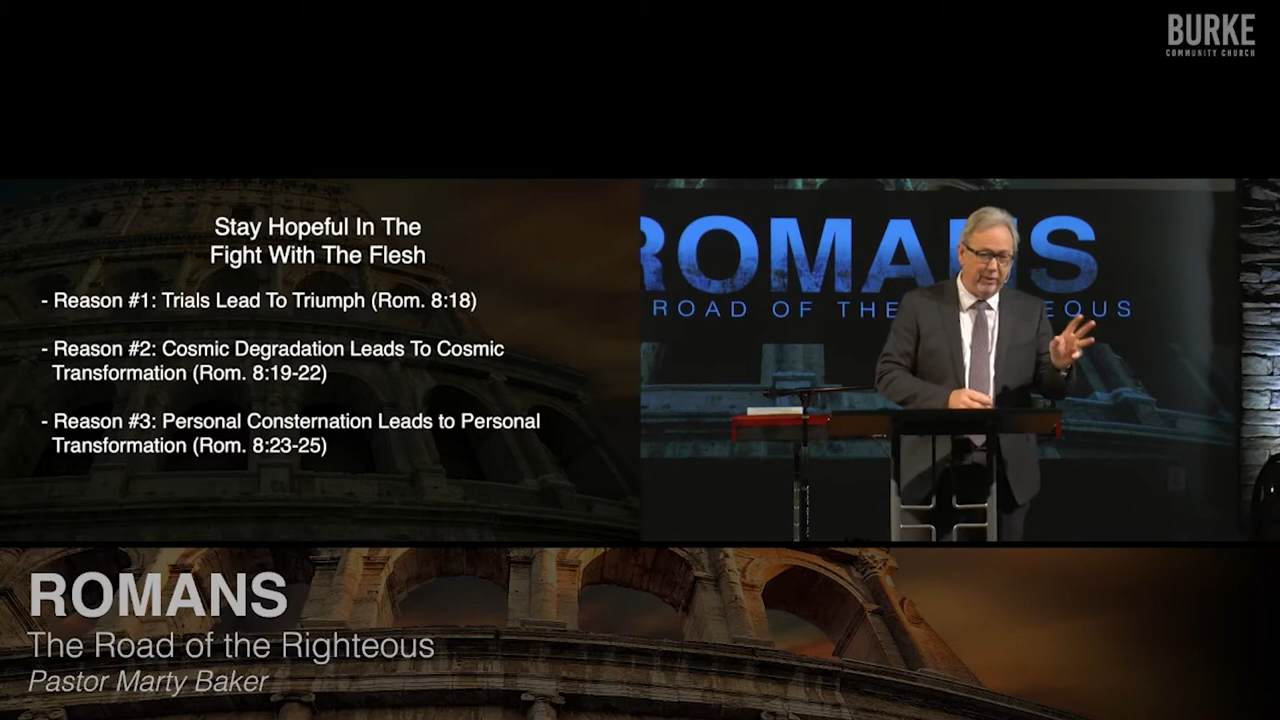 BURKE
COMMUNITY CHURCH
Stay Hopeful In The
Fight With The Flesh
- Reason #1: Trials Lead To Triumph (Rom. 8:18)
- Reason #2: Cosmic Degradation Leads To Cosmic
Transformation (Rom. 8:19-22)
- Reason #3: Personal Consternation Leads to Personal
Transformation (Rom. 8:23-25)
ROMANS
ROAD OF THE EOUS
ROMANS
The Road of the Righteous
Pastor Marty Baker